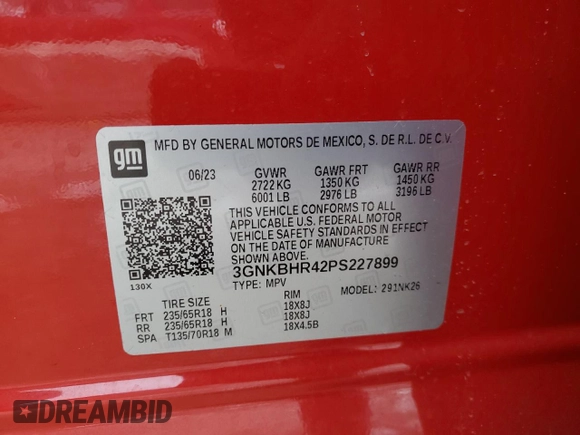 gm
MFD BY GENERAL MOTORS DE MEXICO, S. DE R.L. DE C.V.
06/23 GVWR GAWR FRT GAWR RR
2722 KG 1350 KG 1450 KG
6001 LB 2976 LB 3196 LB
THIS VEHICLE CONFORMS TO ALL
APPLICABLE U.S. FEDERAL MOTOR
VEHICLE SAFETY STANDARDS IN EFFECT
ON THE DATE OF MANUFACTURE
SHOWN ABOVE.
3GNKBHR42PS227899
130X TYPE: MPV MODEL: 291NK26
TIRE SIZE RIM
FRT 235/65R18 H 18X8J
RR 235/65R18 H 18X8J
SPA T135/70R18 M 18X4.5B
DREAMBID